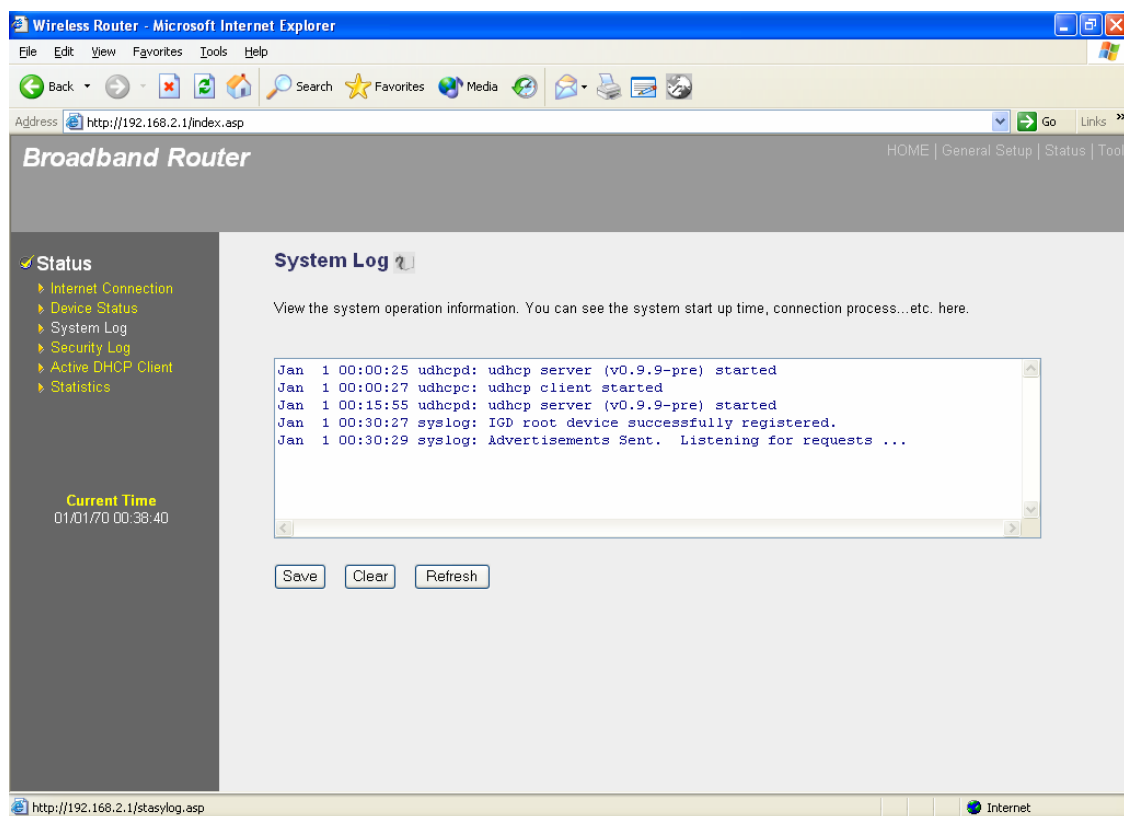 Wireless Router - Microsoft Internet Explorer
File Edit View Favorites Tools Help
Back Search Favorites Media
Address http://192.168.2.1/index.asp Go Links »
Broadband Router
HOME | General Setup | Status | Tool
Status
Internet Connection
Device Status
System Log
Security Log
Active DHCP Client
Statistics
Current Time
01/01/70 00:38:40
System Log
View the system operation information. You can see the system start up time, connection process...etc. here.
Jan 1 00:00:25 udhcpd: udhcp server (v0.9.9-pre) started
Jan 1 00:00:27 udhcpc: udhcp client started
Jan 1 00:15:55 udhcpd: udhcp server (v0.9.9-pre) started
Jan 1 00:30:27 syslog: IGD root device successfully registered.
Jan 1 00:30:29 syslog: Advertisements Sent. Listening for requests ...
Save Clear Refresh
http://192.168.2.1/stasylog.asp Internet